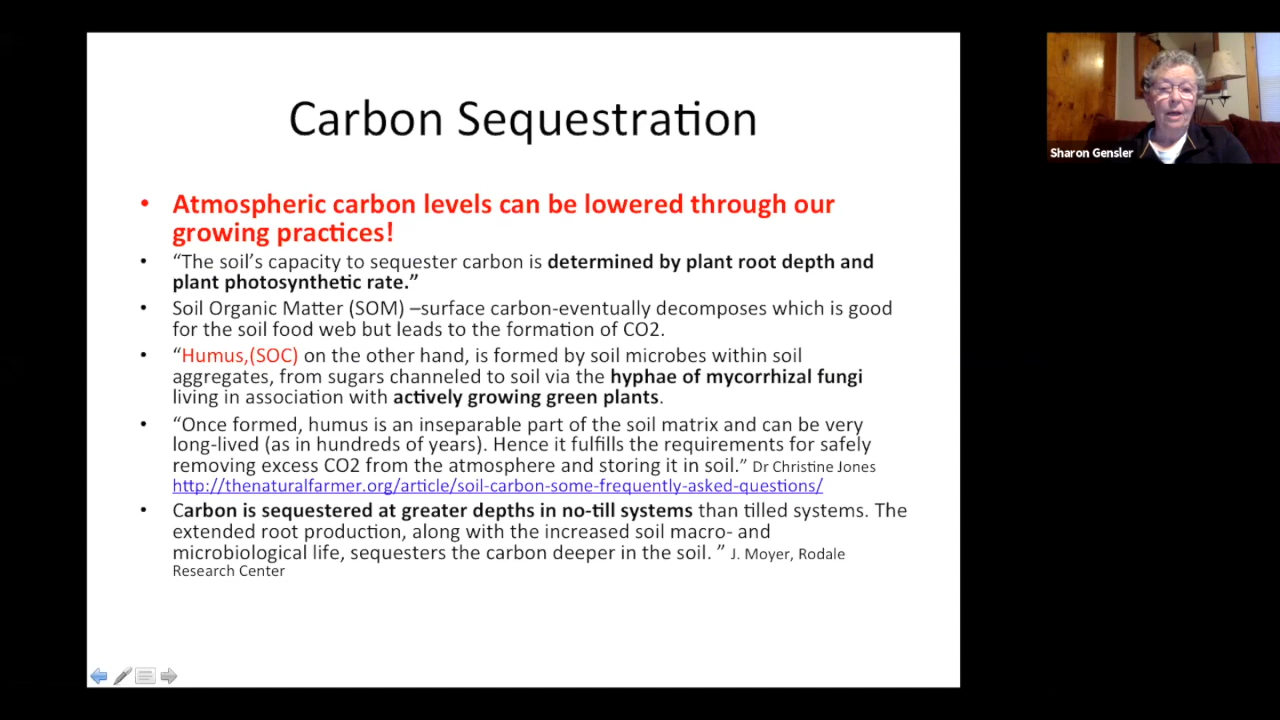 Carbon Sequestration
• Atmospheric carbon levels can be lowered through our
growing practices!
• “The soil’s capacity to sequester carbon is determined by plant root depth and
plant photosynthetic rate.”
• Soil Organic Matter (SOM) –surface carbon-eventually decomposes which is good
for the soil food web but leads to the formation of CO2.
• “Humus,(SOC) on the other hand, is formed by soil microbes within soil
aggregates, from sugars channeled to soil via the hyphae of mycorrhizal fungi
living in association with actively growing green plants.
• “Once formed, humus is an inseparable part of the soil matrix and can be very
long-lived (as in hundreds of years). Hence it fulfills the requirements for safely
removing excess CO2 from the atmosphere and storing it in soil.” Dr Christine Jones
http://thenaturalfarmer.org/article/soil-carbon-some-frequently-asked-questions/
• Carbon is sequestered at greater depths in no-till systems than tilled systems. The
extended root production, along with the increased soil macro- and
microbiological life, sequesters the carbon deeper in the soil. ” J. Moyer, Rodale
Research Center
Sharon Gensler